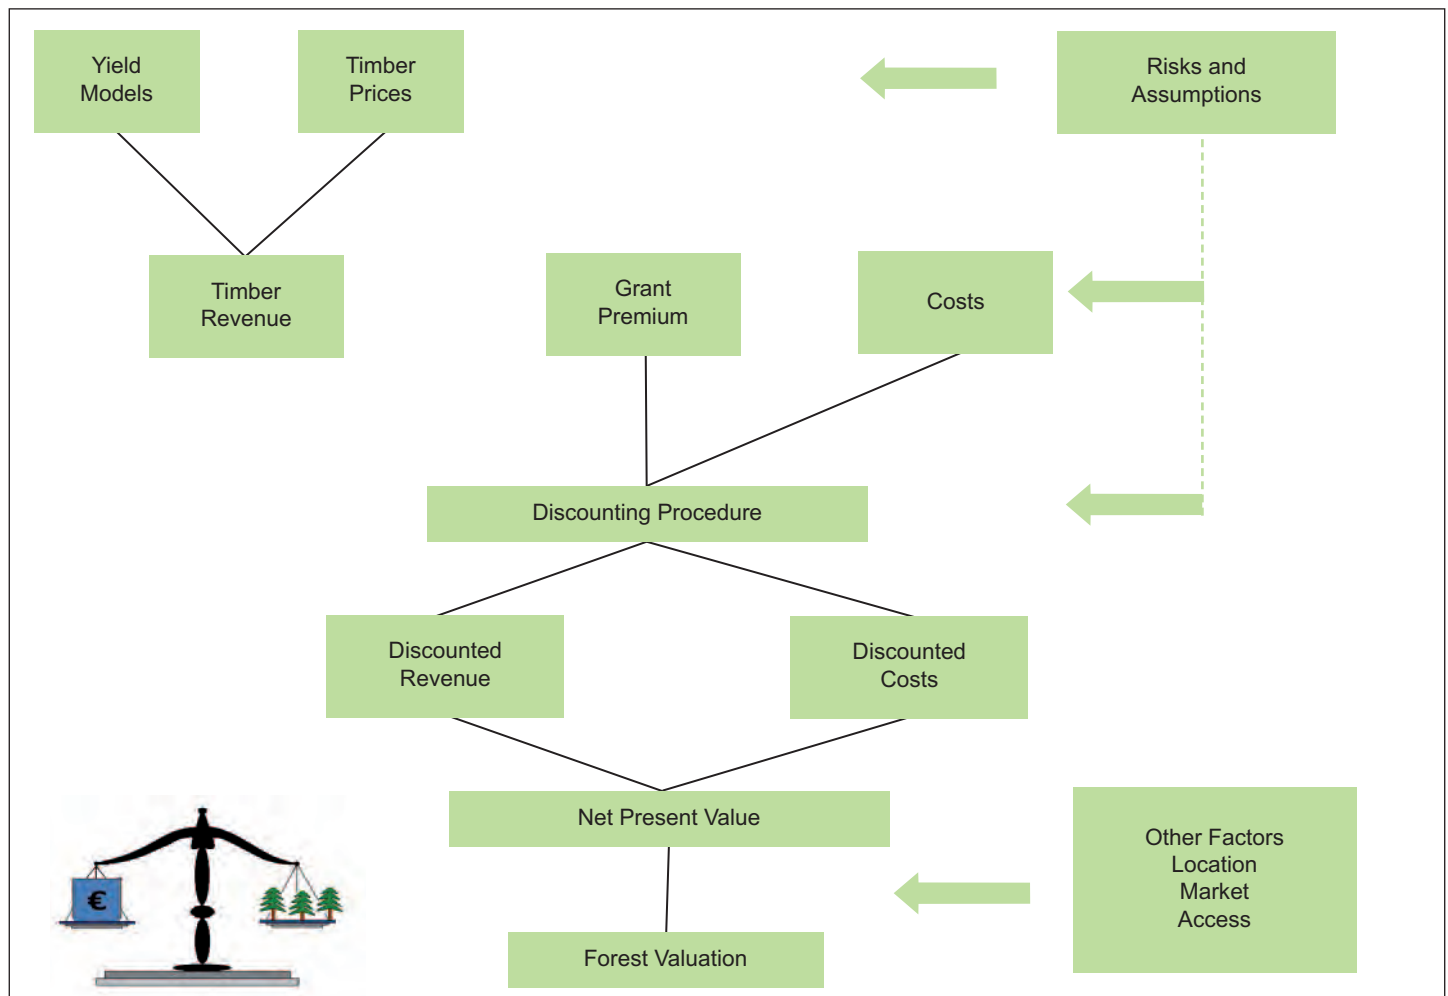 Yield
Models
Timber
Prices
Risks and
Assumptions
Timber
Revenue
Grant
Premium
Costs
Discounting Procedure
Discounted
Revenue
Discounted
Costs
Net Present Value
Other Factors
Location
Market
Access
€
Forest Valuation